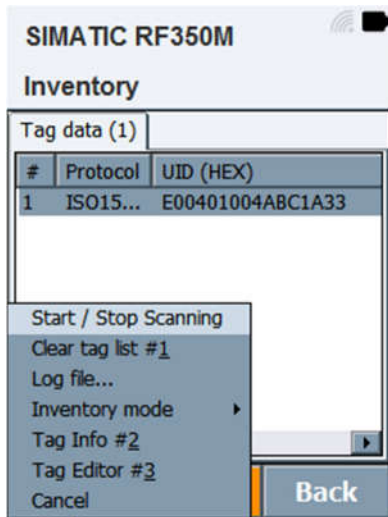 SIMATIC RF350M
Inventory
Tag data (1)
# Protocol UID (HEX)
1 ISO15... E00401004ABC1A33
Start / Stop Scanning
Clear tag list #1
Log file...
Inventory mode
Tag Info #2
Tag Editor #3
Cancel
Back